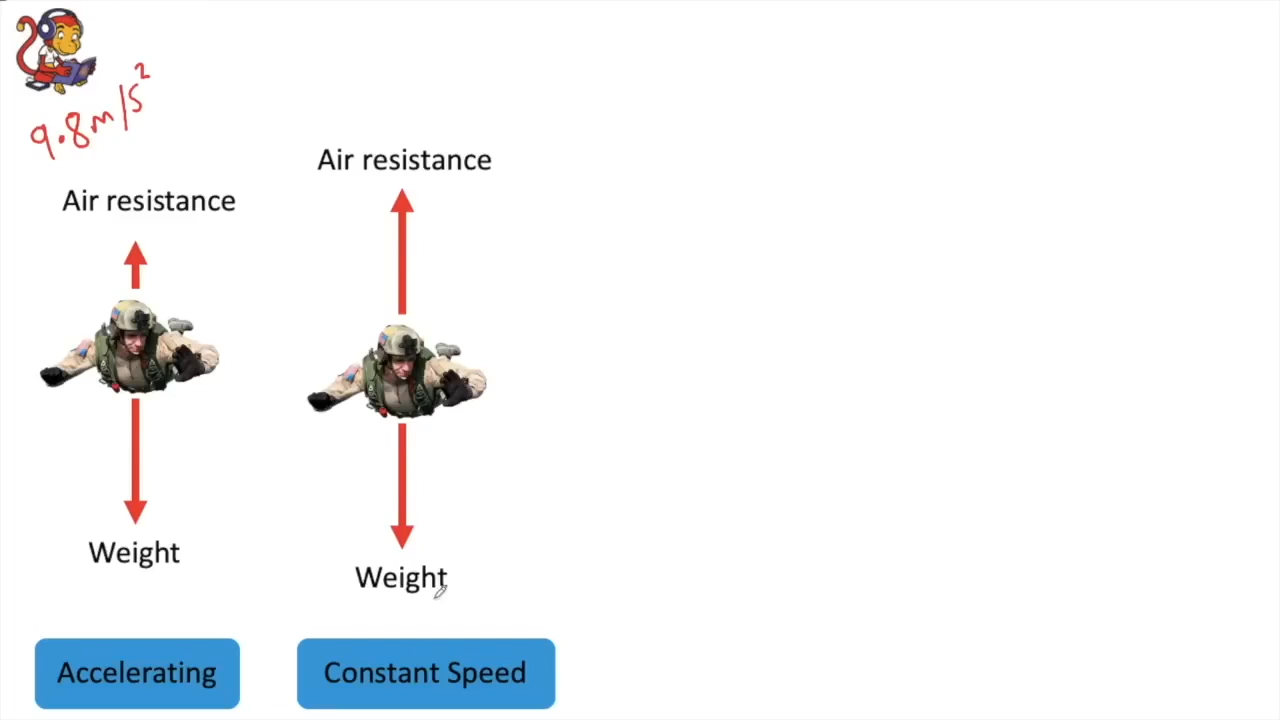 9.8m/s²
Air resistance
Weight
Accelerating
Air resistance
Weight
Constant Speed